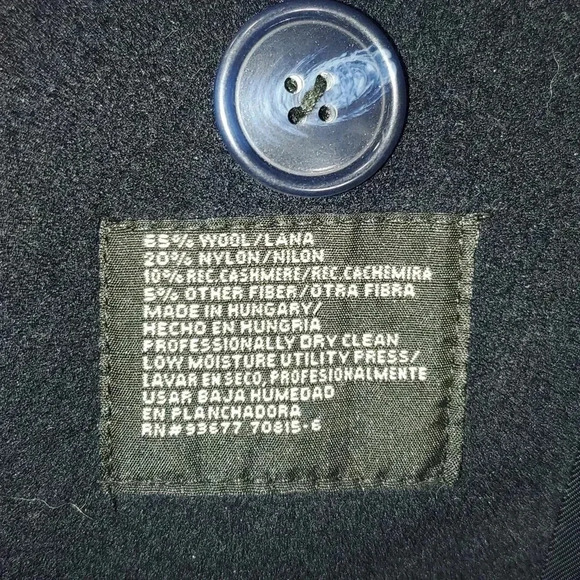 65% WOOL/LANA
20% NYLON/NILON
10% REC.CASHMERE/REC.CACHEMIRA
5% OTHER FIBER/OTRA FIBRA
MADE IN HUNGARY/
HECHO EN HUNGRIA
PROFESSIONALLY DRY CLEAN
LOW MOISTURE UTILITY PRESS/
LAVAR EN SECO, PROFESIONALMENTE
USAR BAJA HUMEDAD
EN PLANCHADORA
RN#93677 70815-6